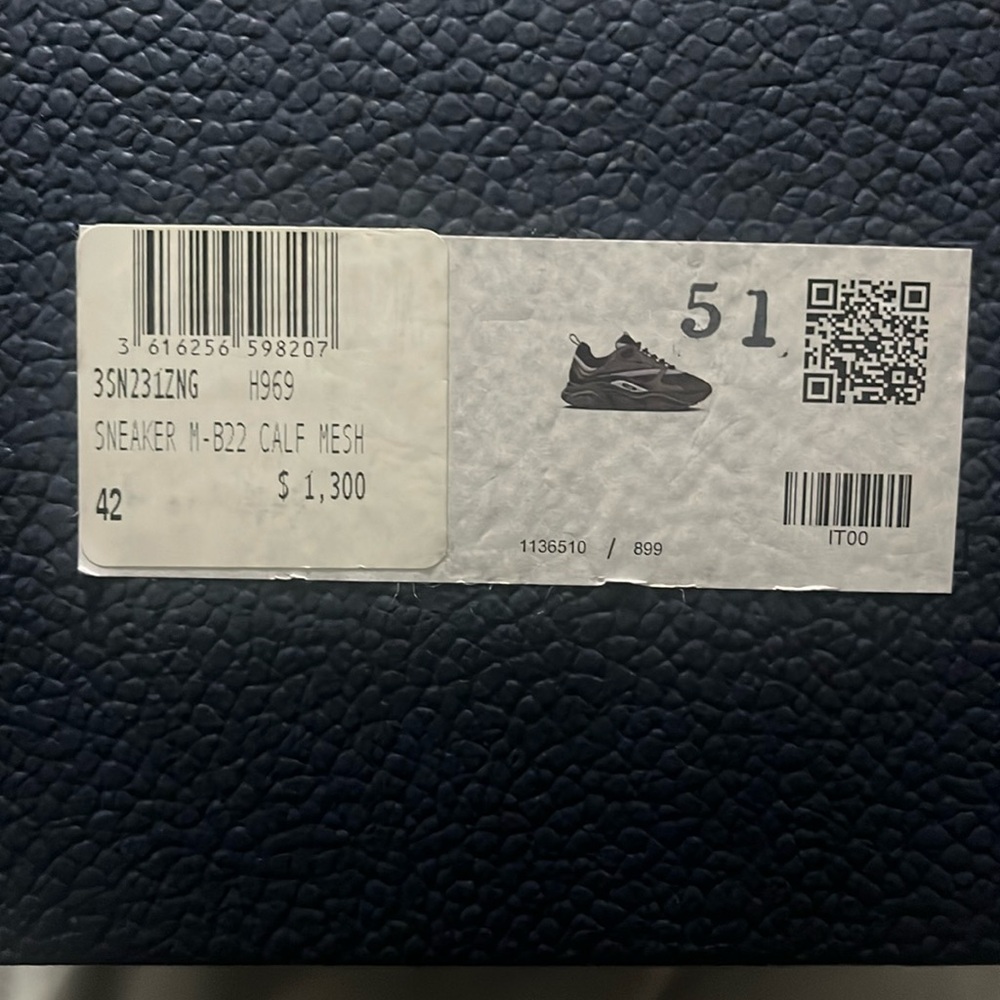 3 616256 598207
3SN231ZNG H969
SNEAKER M-B22 CALF MESH
$ 1,300
42
51
1136510 / 899
IT00